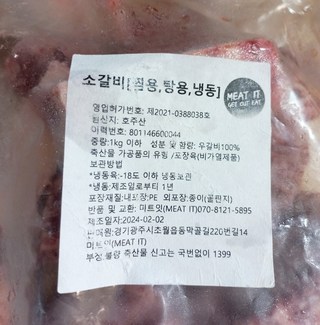 소갈비[찜용,탕용,냉동]
MEAT IT
GET OUT EAT
영업허가번호: 제2021-0388038호
원산지: 호주산
이력번호: 801146600044
중량:1kg 이하 성분 및 함량: 우갈비100%
축산물 가공품의 유형 /포장육(비가열제품)
보관방법
*냉동육:-18도 이하 냉동보관
*냉동:제조일로부터 1년
포장재질:내포장:PE 외포장:종이(골판지)
반품 및 교환: 미트잇(MEAT IT)070-8121-5895
제조일자:2024-02-02
판매원:경기광주시초월읍동막골길220번길14
미트잇(MEAT IT)
부정·불량 축산물 신고는 국번없이 1399